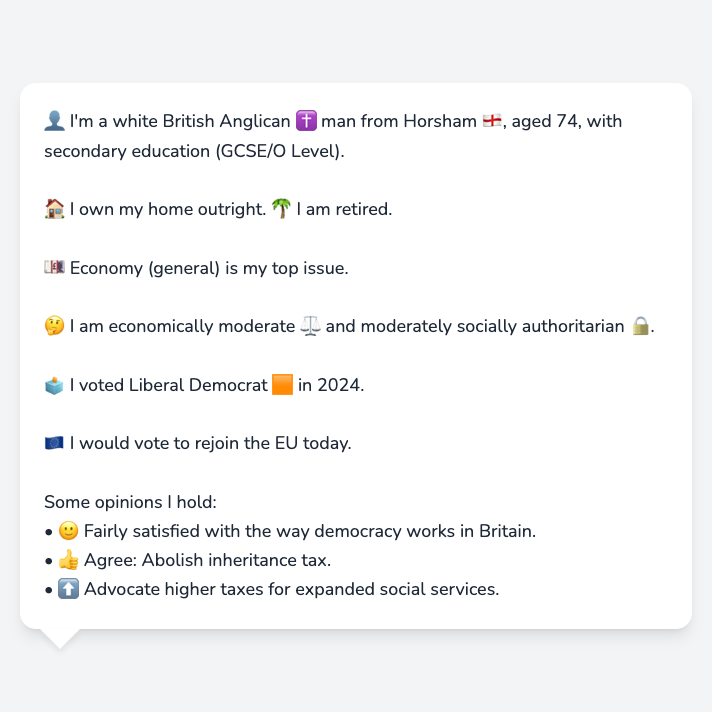 👤 I'm a white British Anglican ✝️ man from Horsham 🏴󠁧󠁢󠁥󠁮󠁧󠁿, aged 74, with
secondary education (GCSE/O Level).
🏠 I own my home outright. 🌴 I am retired.
💷 Economy (general) is my top issue.
🤔 I am economically moderate ⚖️ and moderately socially authoritarian 🔒.
🗳️ I voted Liberal Democrat 🟧 in 2024.
🇪🇺 I would vote to rejoin the EU today.
Some opinions I hold:
• 🙂 Fairly satisfied with the way democracy works in Britain.
• 👍 Agree: Abolish inheritance tax.
• ⬆️ Advocate higher taxes for expanded social services.